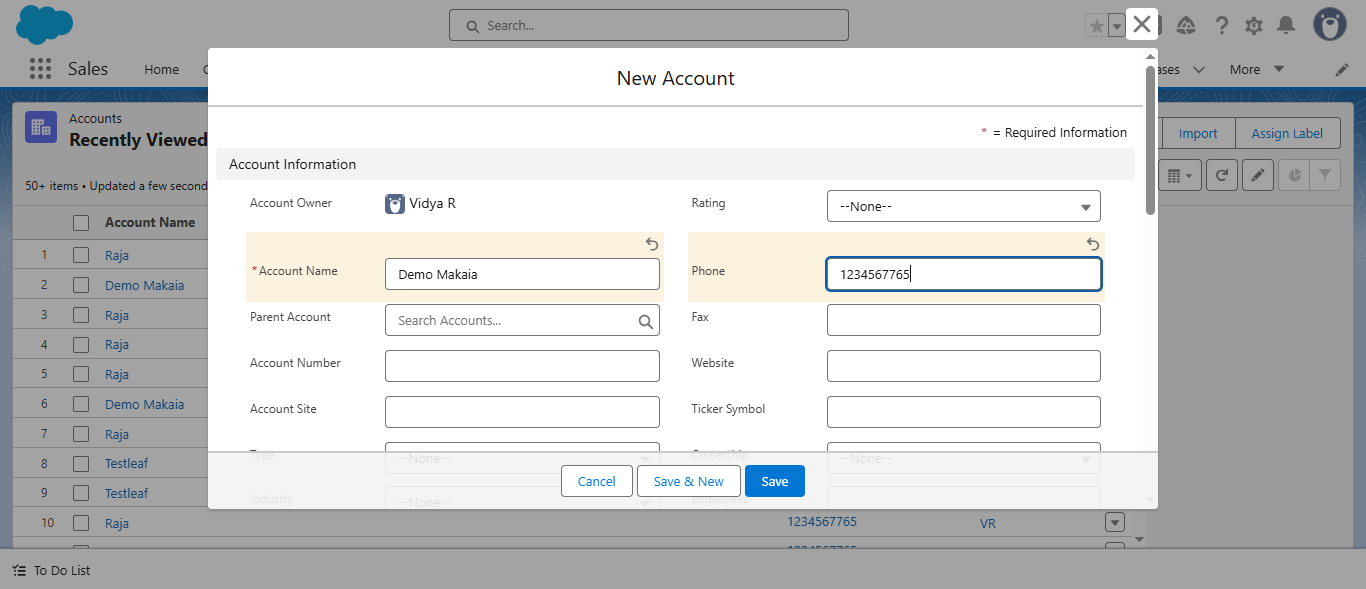 Search...
Sales
Home
ases
More
New Account
Accounts
Recently Viewed
Import
Assign Label
* = Required Information
50+ items • Updated a few second
Account Information
Account Owner
Vidya R
Rating
--None--
Account Name
*Account Name
Demo Makaia
Phone
1234567765
Parent Account
Search Accounts...
Fax
Account Number
Website
Account Site
Ticker Symbol
Type
--None--
Ownership
--None--
Industry
--None--
Employees
1 Raja
2 Demo Makaia
3 Raja
4 Raja
5 Raja
6 Demo Makaia
7 Raja
8 Testleaf
9 Testleaf
10 Raja 1234567765 VR
Cancel
Save & New
Save
To Do List